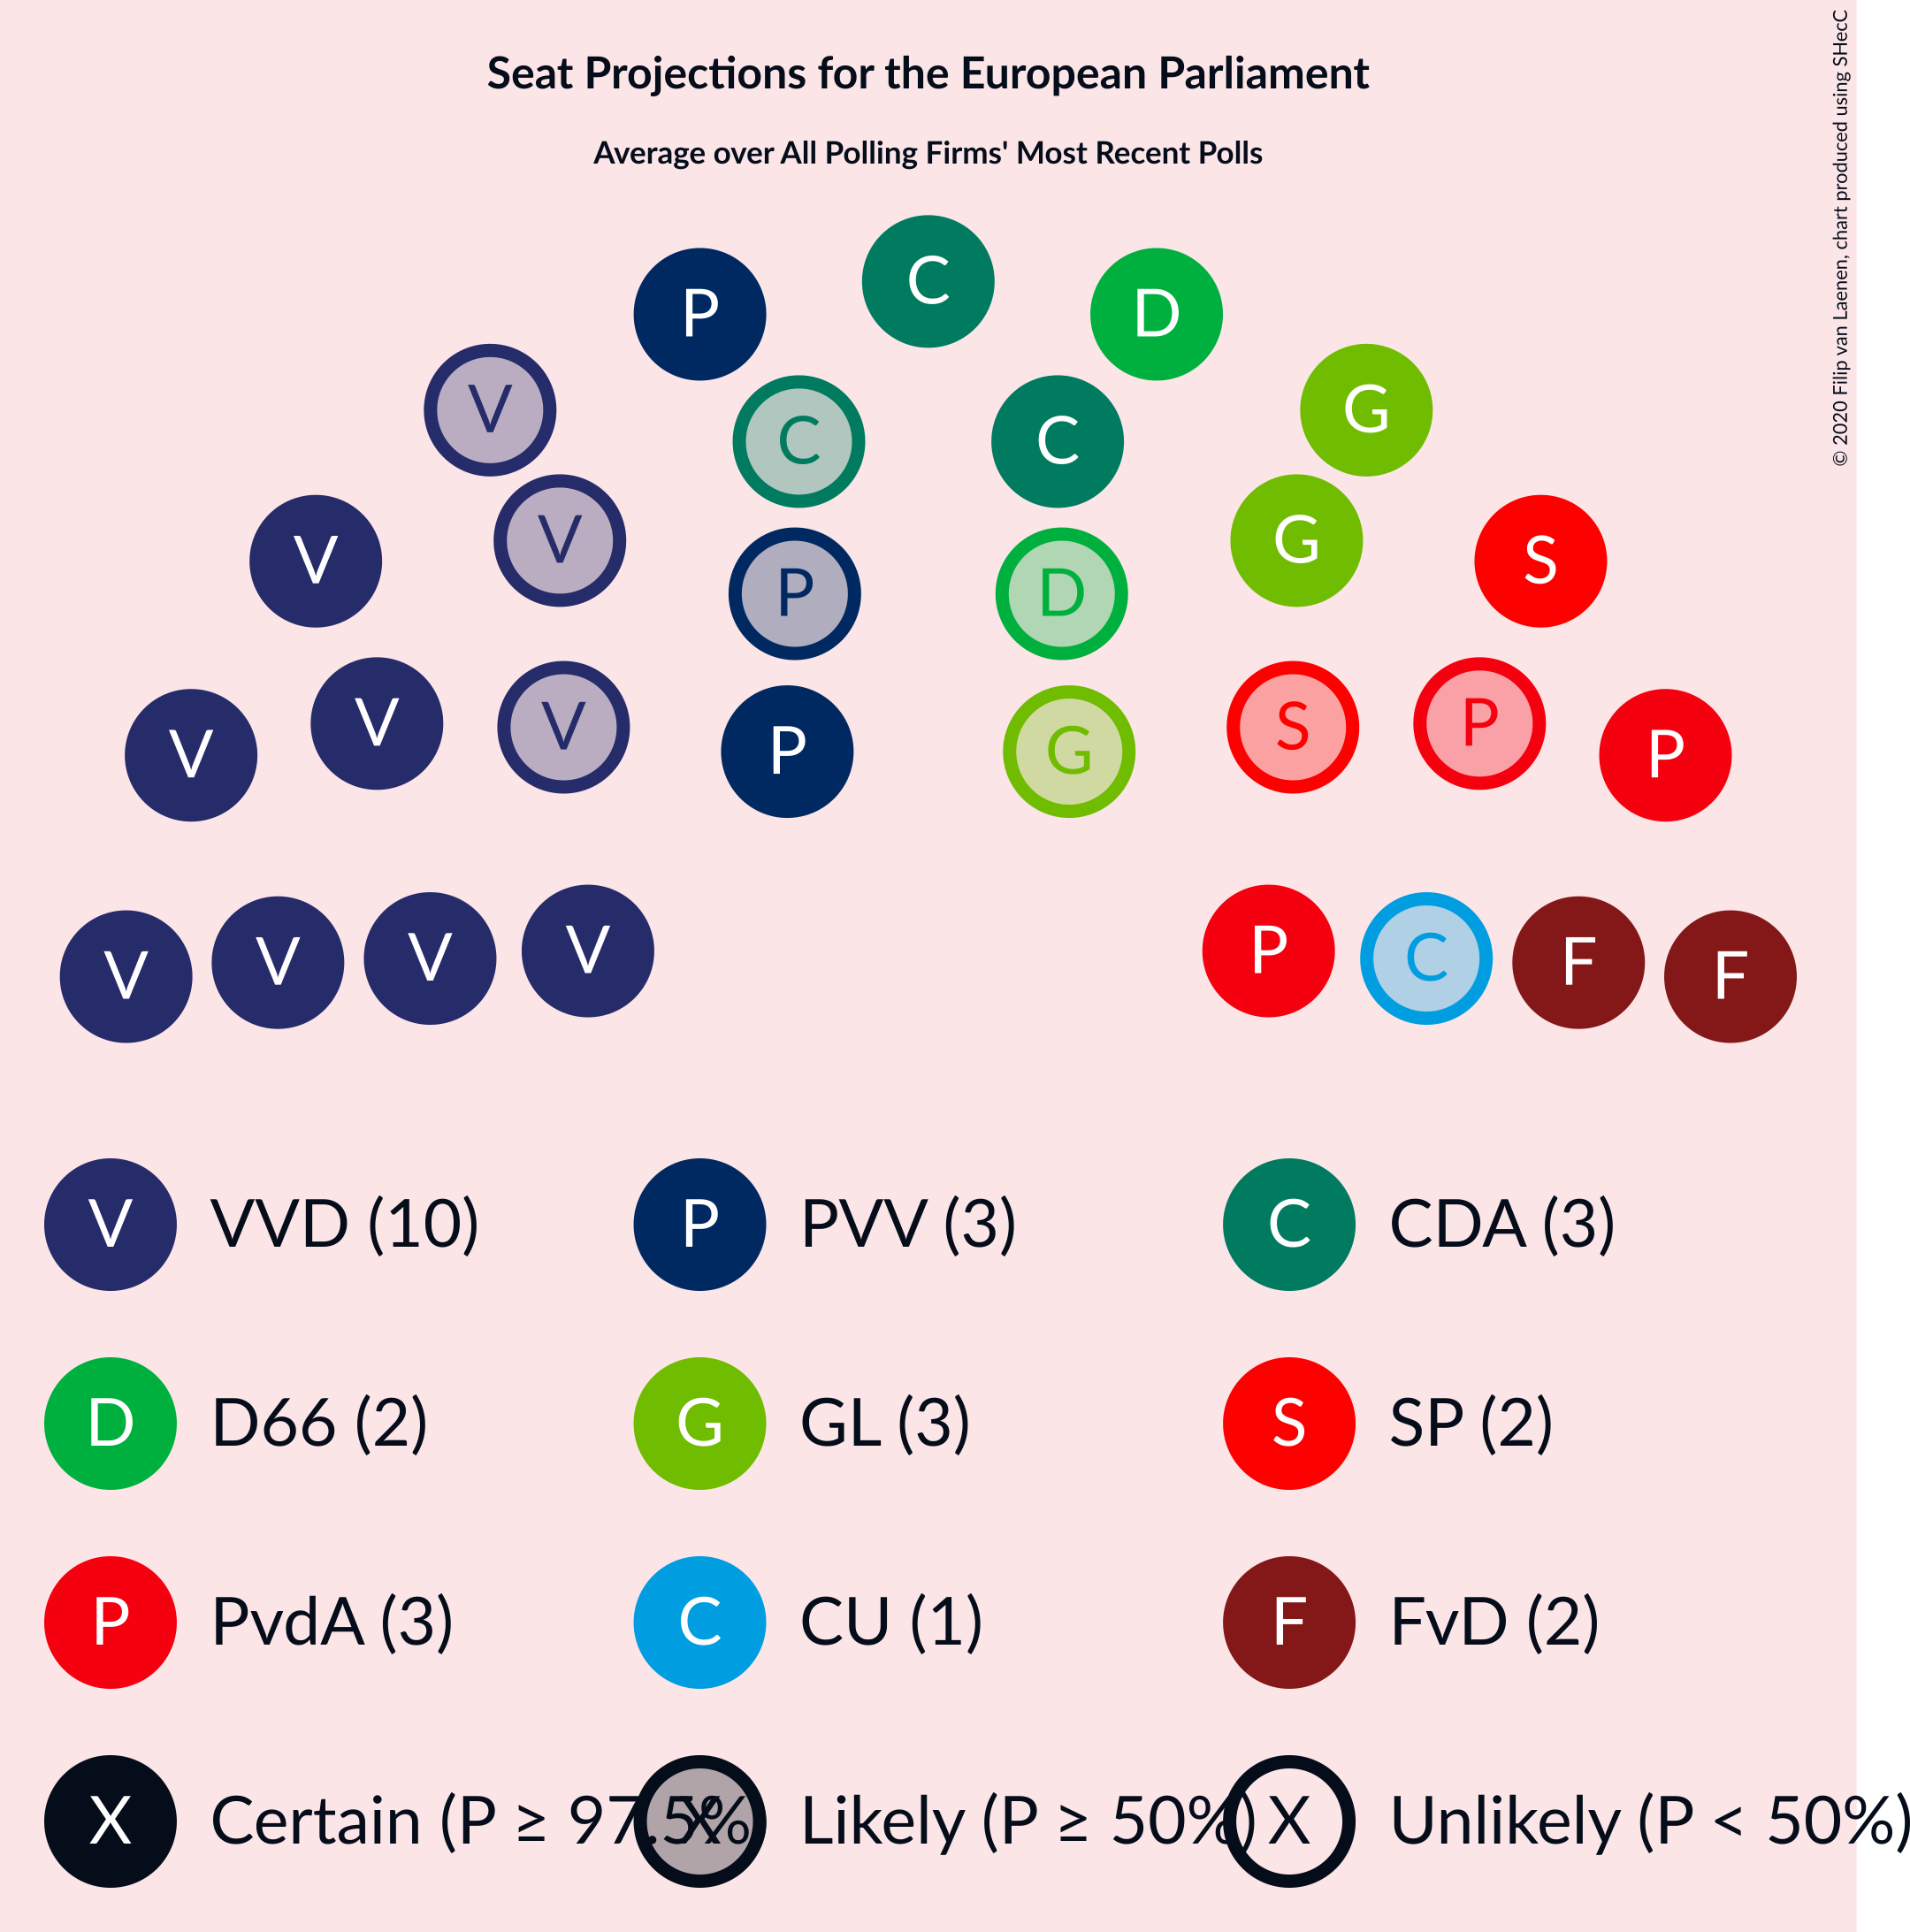 Seat Projections for the European Parliament
Average over All Polling Firms' Most Recent Polls
© 2020 Filip van Laenen, chart produced using SHecC
C
P D
V G
C C
V G
V S
P D
V P
V V S P
P G
V P
V V V V P C F F
V VVD (10) P PVV (3) C CDA (3)
D D66 (2) G GL (3) S SP (2)
P PvdA (3) C CU (1) F FvD (2)
X Certain (P ≥ 97.5% X Likely (P ≥ 50%) X Unlikely (P < 50%)